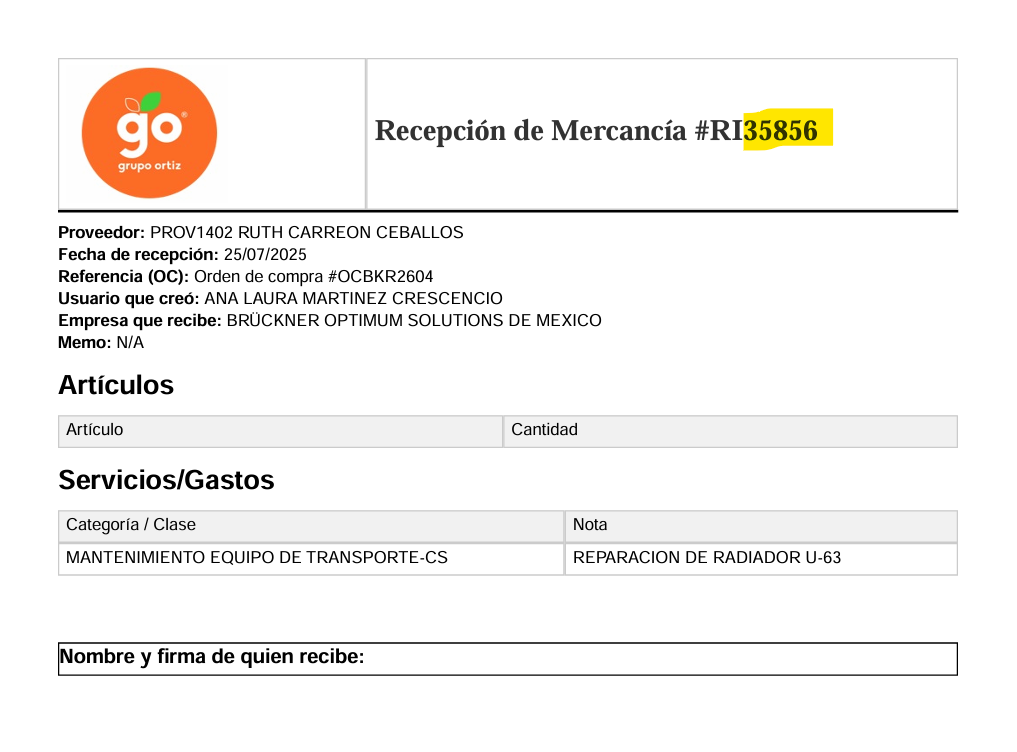 go®
grupo ortiz
Recepción de Mercancía #RI35856
Proveedor: PROV1402 RUTH CARREON CEBALLOS
Fecha de recepción: 25/07/2025
Referencia (OC): Orden de compra #OCBKR2604
Usuario que creó: ANA LAURA MARTINEZ CRESCENCIO
Empresa que recibe: BRÜCKNER OPTIMUM SOLUTIONS DE MEXICO
Memo: N/A
Artículos
Artículo Cantidad
Servicios/Gastos
Categoría / Clase Nota
MANTENIMIENTO EQUIPO DE TRANSPORTE-CS REPARACION DE RADIADOR U-63
Nombre y firma de quien recibe: